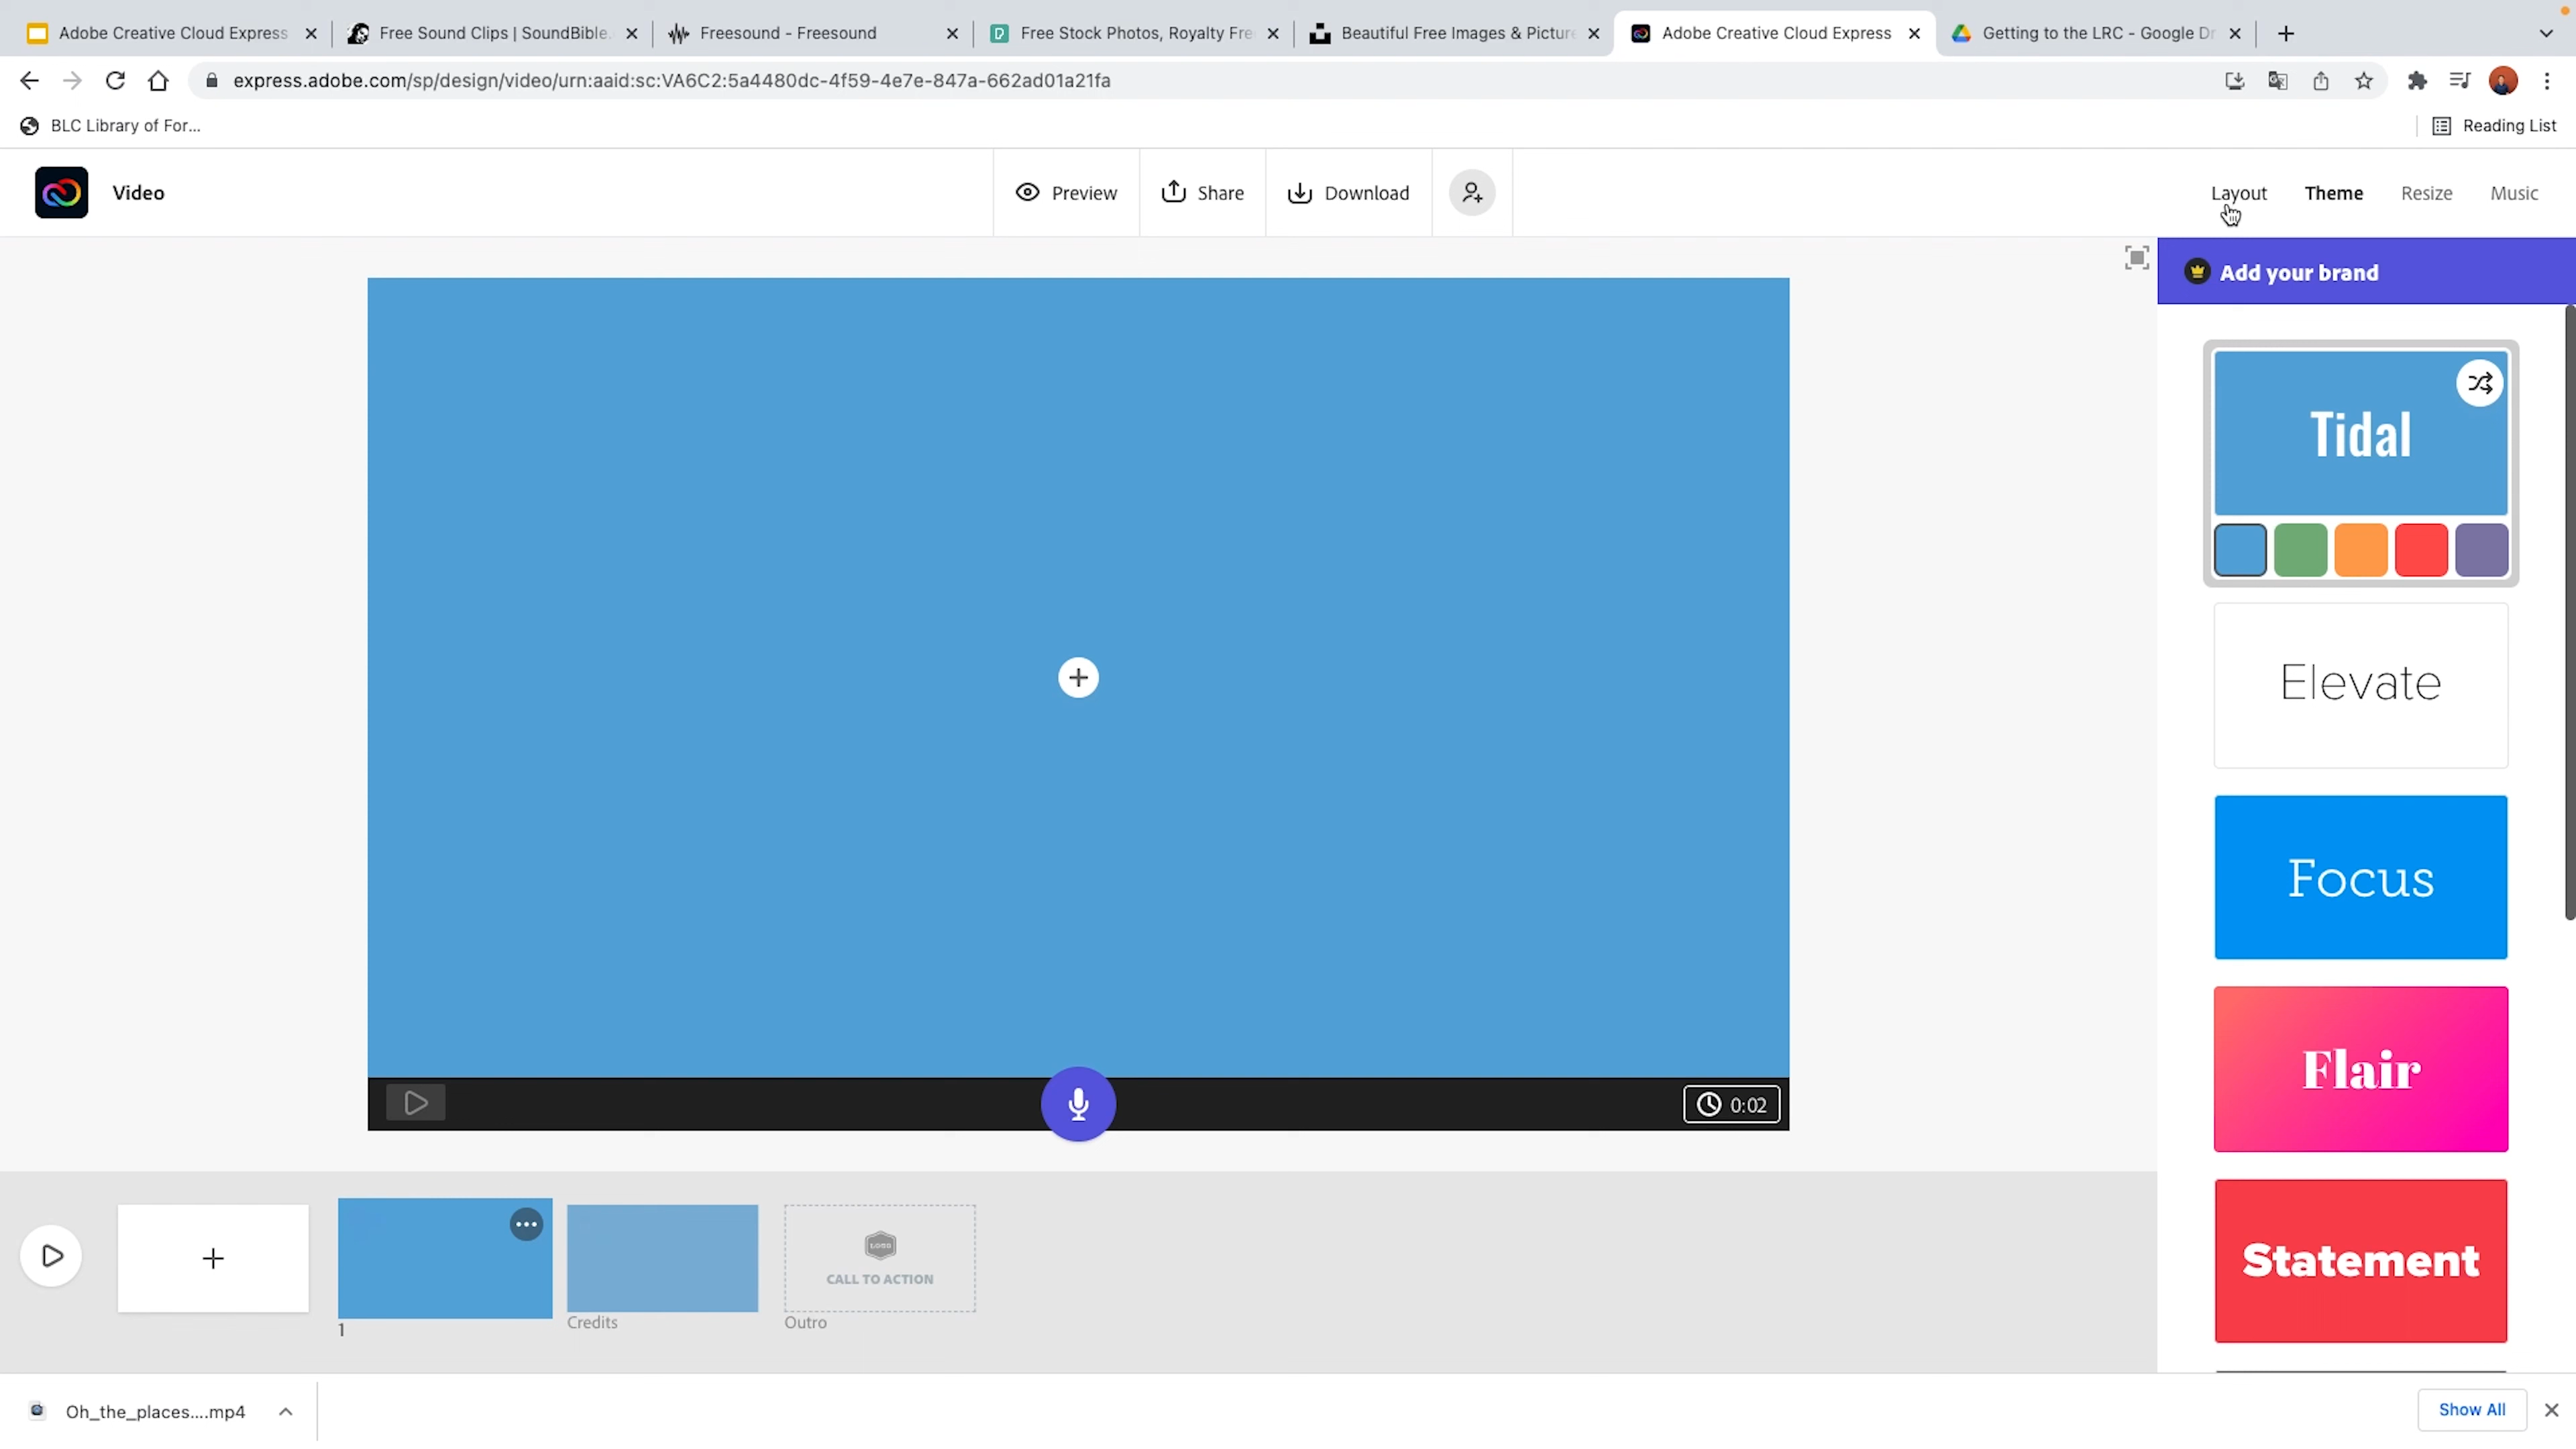 Adobe Creative Cloud Express
Free Sound Clips | SoundBible.
Freesound - Freesound
Free Stock Photos, Royalty Fre
Beautiful Free Images & Picture
Adobe Creative Cloud Express
Getting to the LRC - Google Dr
express.adobe.com/sp/design/video/urn:aaid:sc:VA6C2:5a4480dc-4f59-4e7e-847a-662ad01a21fa
BLC Library of For...
Reading List
Video
Preview
Share
Download
Layout
Theme
Resize
Music
Add your brand
Tidal
Elevate
Focus
Flair
Statement
0:02
LOGO
CALL TO ACTION
1
Credits
Outro
Oh_the_places....mp4
Show All